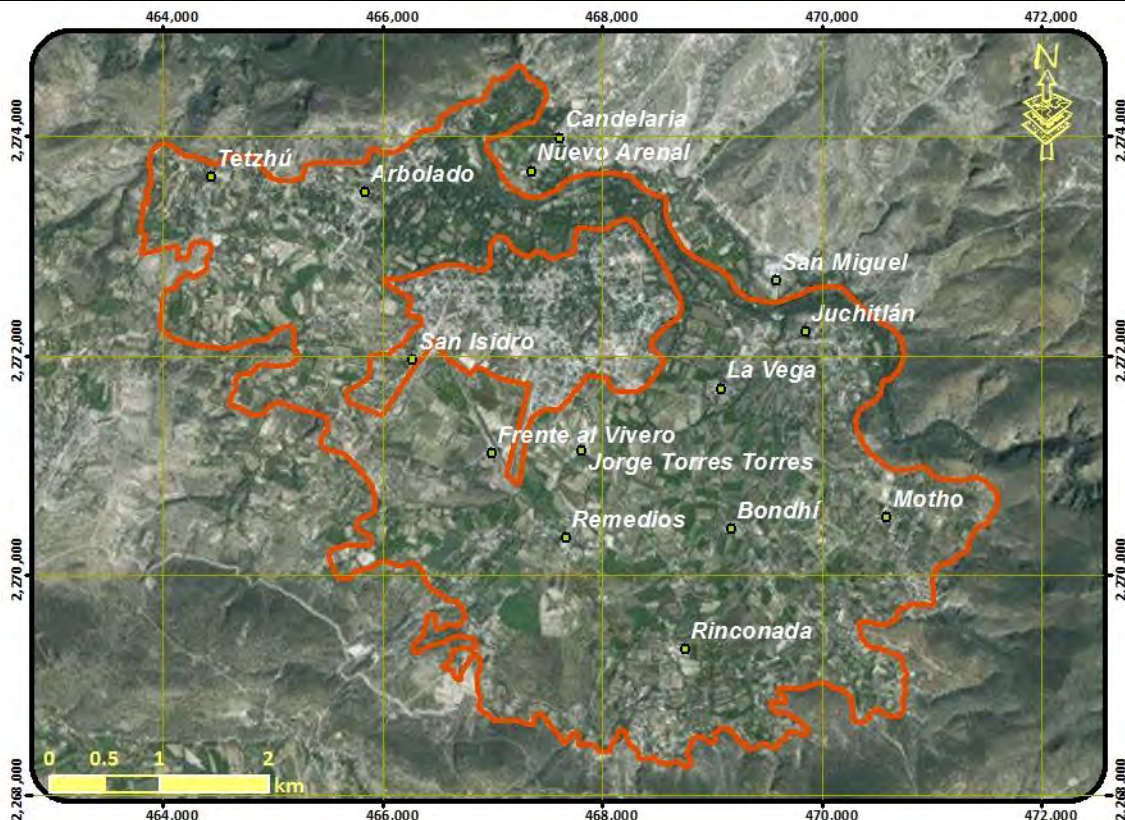 464,000 466,000 468,000 470,000 472,000
N
2,274,000 2,274,000
Candelaria
Nuevo Arenal
Tetzhú
Arbolado
San Miguel
Juchitlán
2,272,000 2,272,000
San Isidro
La Vega
Frente al Vivero
Jorge Torres Torres
Motho
Bondhí
Remedios
2,270,000 2,270,000
Rinconada
0 0.5 1 2
km
2,268,000 2,268,000
464,000 466,000 468,000 470,000 472,000